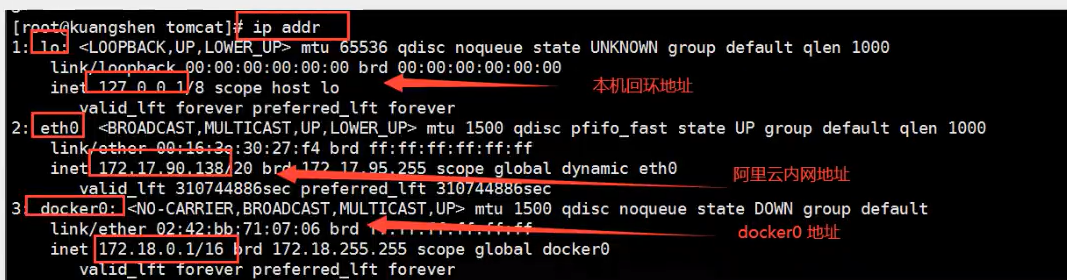 [root@kuangshen tomcat]# ip addr
1: lo: <LOOPBACK,UP,LOWER_UP> mtu 65536 qdisc noqueue state UNKNOWN group default qlen 1000
link/loopback 00:00:00:00:00:00 brd 00:00:00:00:00:00
inet 127.0.0.1/8 scope host lo
本机回环地址
valid_lft forever preferred_lft forever
2: eth0: <BROADCAST,MULTICAST,UP,LOWER_UP> mtu 1500 qdisc pfifo_fast state UP group default qlen 1000
link/ether 00:16:3e:30:27:f4 brd ff:ff:ff:ff:ff:ff
inet 172.17.90.138/20 brd 172.17.95.255 scope global dynamic eth0
阿里云内网地址
valid_lft 310744886sec preferred_lft 310744886sec
3: docker0: <NO-CARRIER,BROADCAST,MULTICAST,UP> mtu 1500 qdisc noqueue state DOWN group default
link/ether 02:42:bb:71:07:06 brd ff:ff:ff:ff:ff:ff
docker0 地址
inet 172.18.0.1/16 brd 172.18.255.255 scope global docker0
valid_lft forever preferred_lft forever